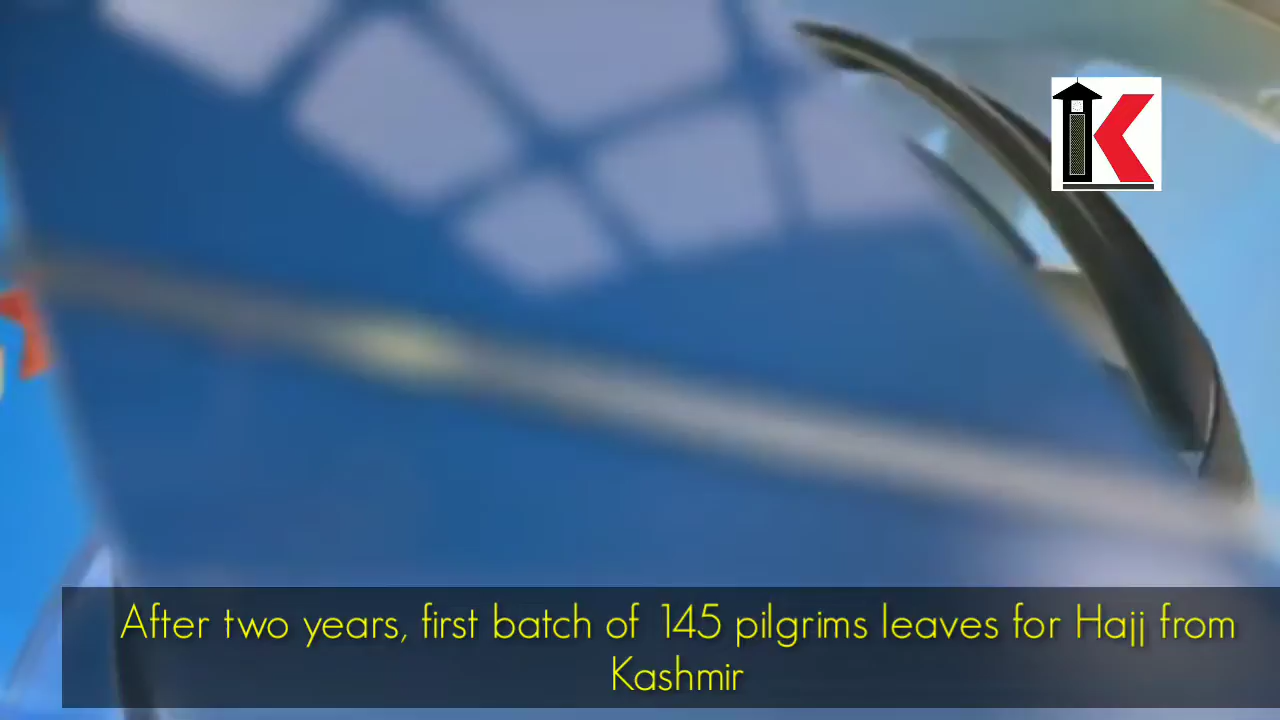 K
After two years, first batch of 145 pilgrims leaves for Hajj from
Kashmir